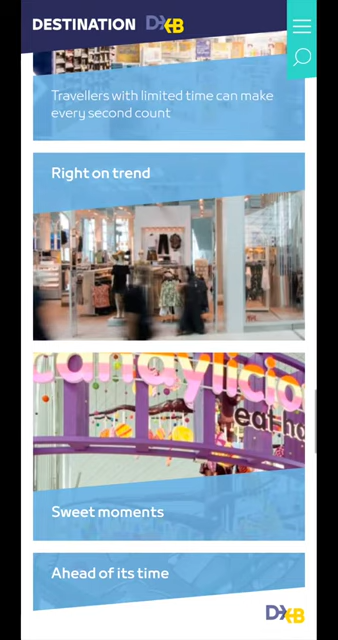 DESTINATION DXB
Travellers with limited time can make
every second count
Right on trend
candylicio
eat ha
Sweet moments
Ahead of its time
DXB